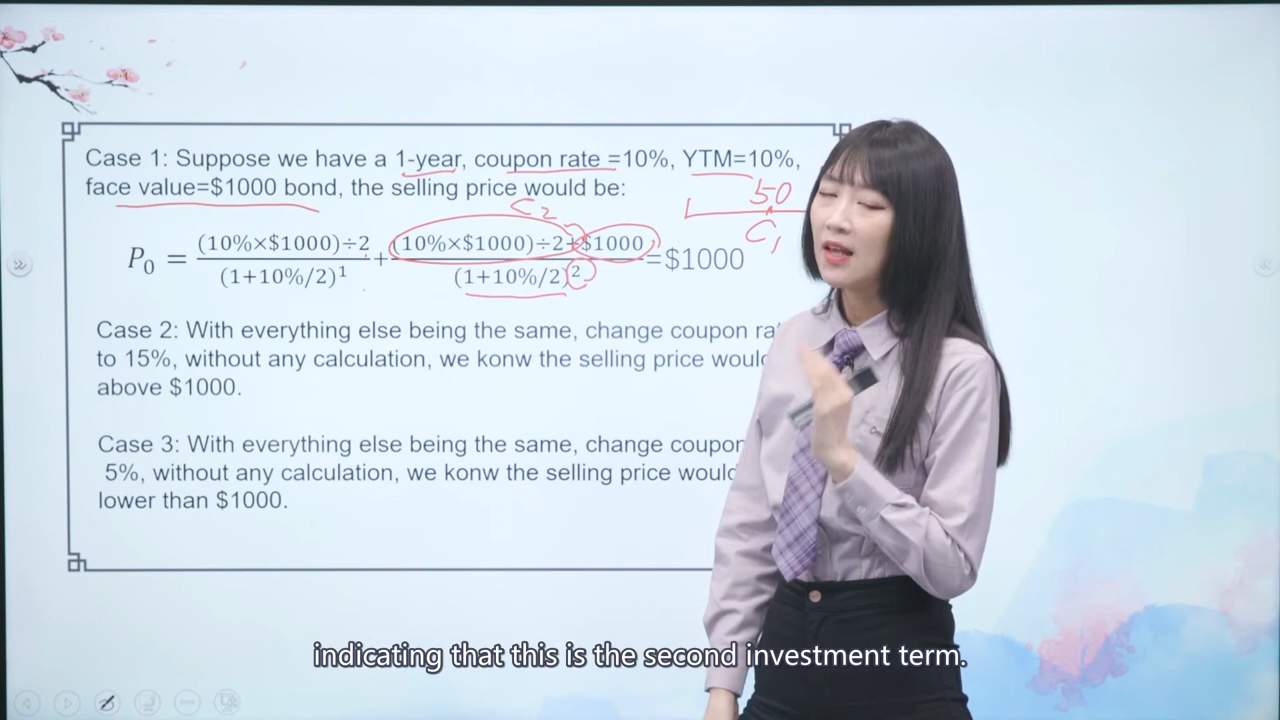 Case 1: Suppose we have a 1-year, coupon rate =10%, YTM=10%,
face value=$1000 bond, the selling price would be:
50
C2
C1
P0 = (10%×$1000)÷2 / (1+10%/2)^1 + (10%×$1000)÷2+$1000 / (1+10%/2)^2 =$1000
Case 2: With everything else being the same, change coupon
to 15%, without any calculation, we konw the selling price
above $1000.
Case 3: With everything else being the same, change coupon
5%, without any calculation, we konw the selling price would
lower than $1000.
indicating that this is the second investment term.